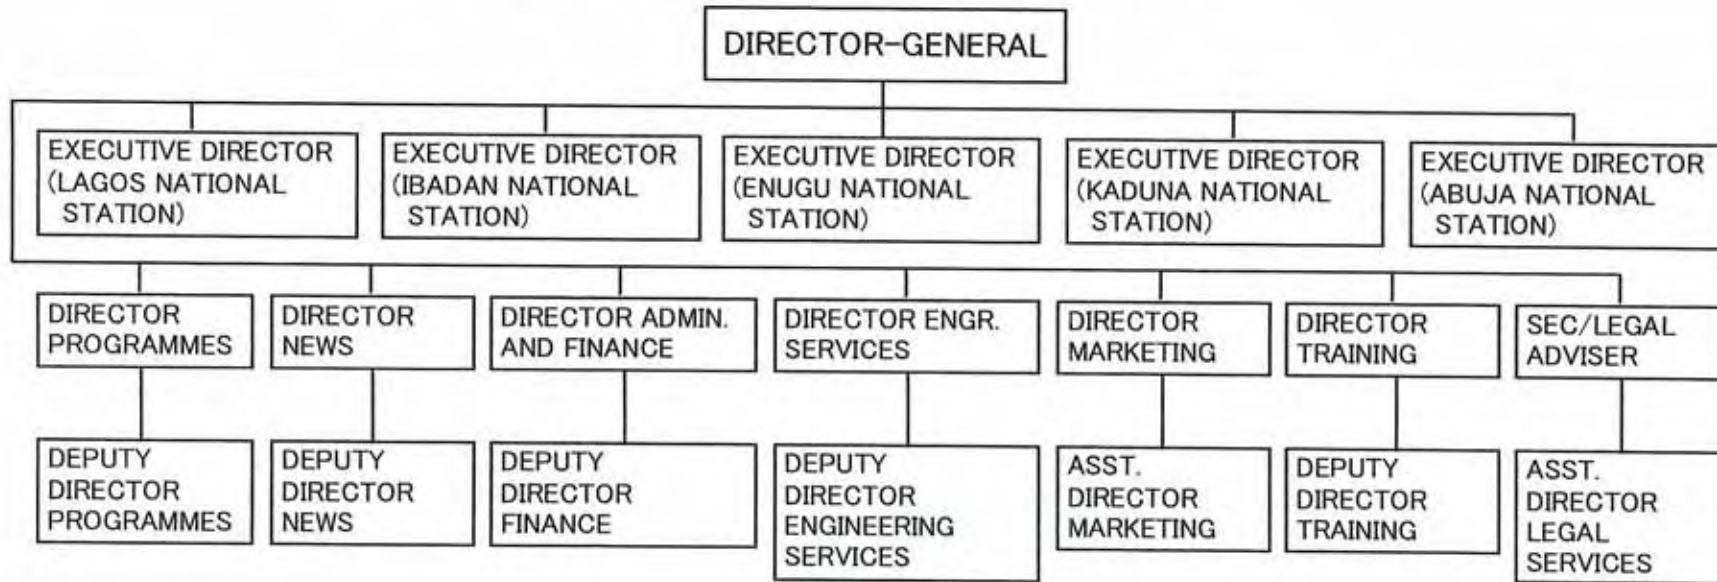 DIRECTOR-GENERAL
EXECUTIVE DIRECTOR
(LAGOS NATIONAL
STATION)
EXECUTIVE DIRECTOR
(IBADAN NATIONAL
STATION)
EXECUTIVE DIRECTOR
(ENUGU NATIONAL
STATION)
EXECUTIVE DIRECTOR
(KADUNA NATIONAL
STATION)
EXECUTIVE DIRECTOR
(ABUJA NATIONAL
STATION)
DIRECTOR
PROGRAMMES
DIRECTOR
NEWS
DIRECTOR ADMIN.
AND FINANCE
DIRECTOR ENGR.
SERVICES
DIRECTOR
MARKETING
DIRECTOR
TRAINING
SEC/LEGAL
ADVISER
DEPUTY
DIRECTOR
PROGRAMMES
DEPUTY
DIRECTOR
NEWS
DEPUTY
DIRECTOR
FINANCE
DEPUTY
DIRECTOR
ENGINEERING
SERVICES
ASST.
DIRECTOR
MARKETING
DEPUTY
DIRECTOR
TRAINING
ASST.
DIRECTOR
LEGAL
SERVICES